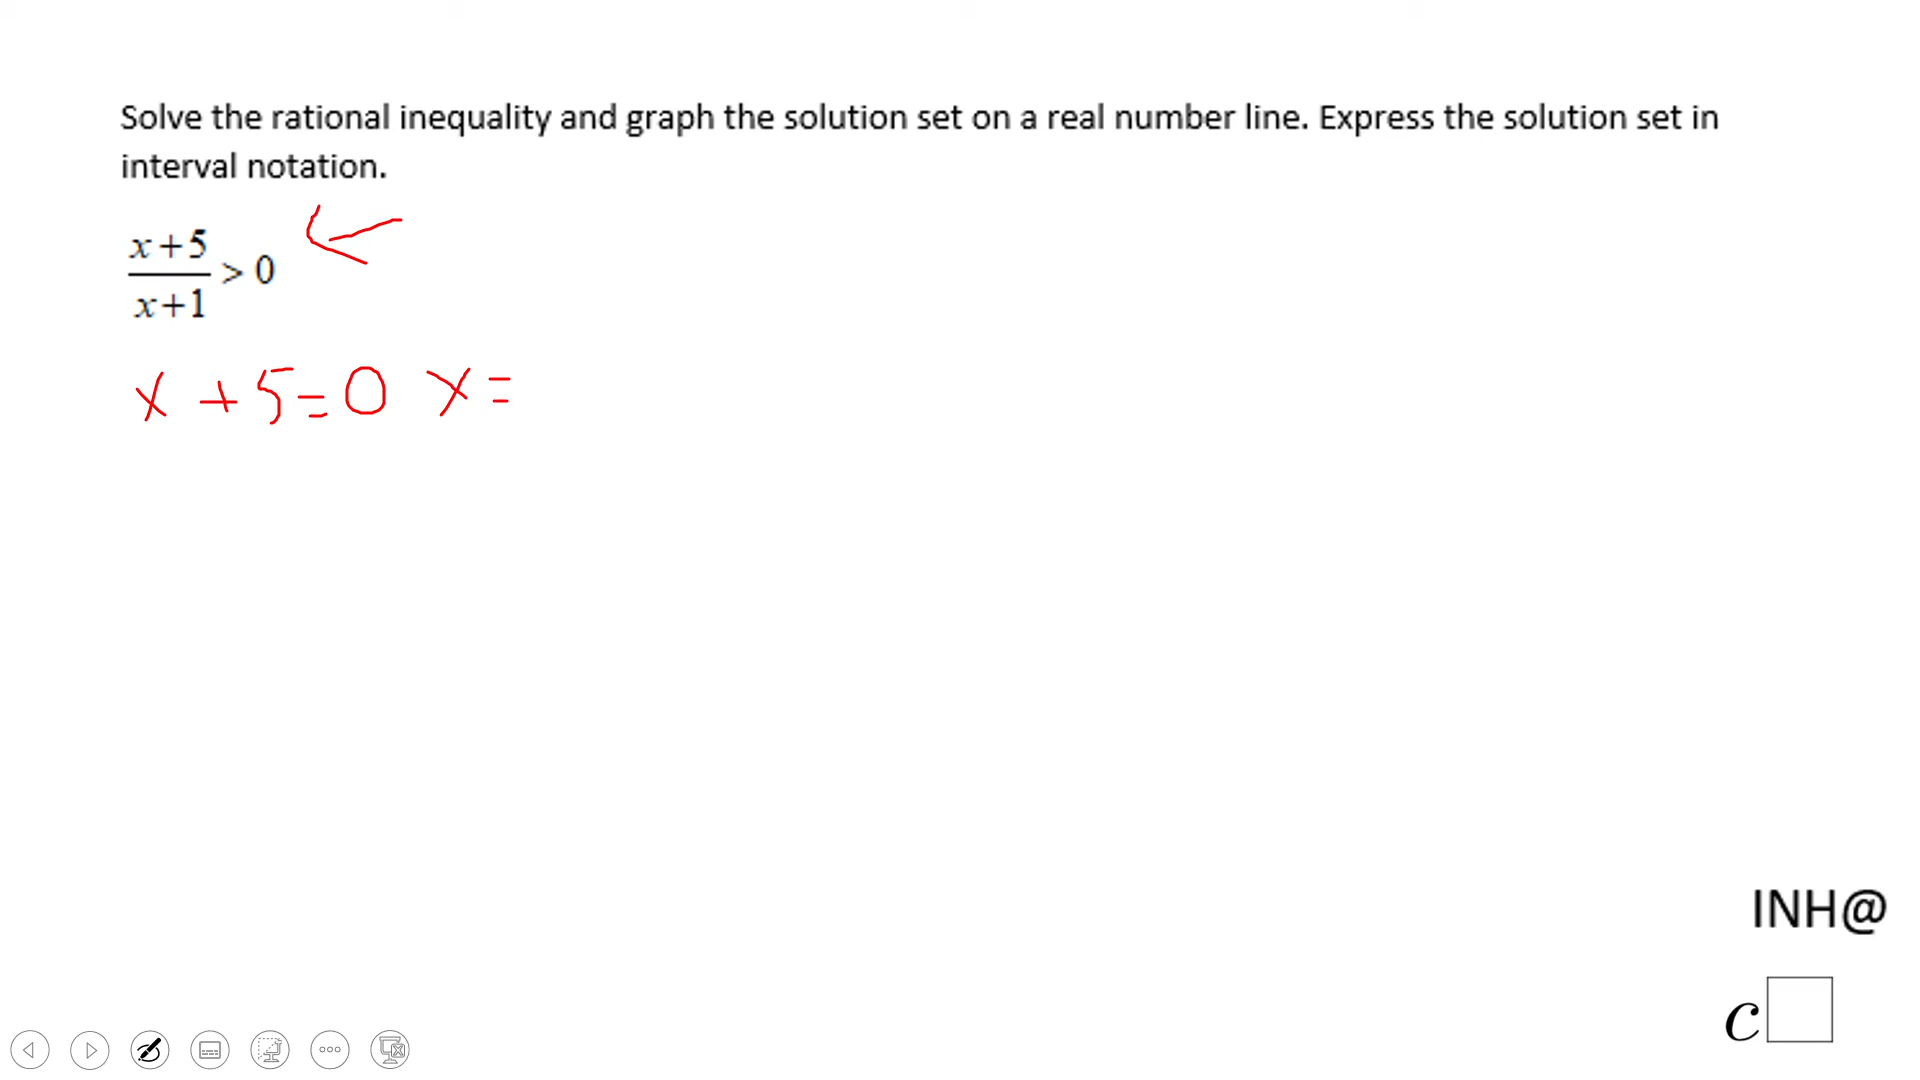 Solve the rational inequality and graph the solution set on a real number line. Express the solution set in
interval notation.
x+5
x+1
> 0
x + 5 = 0 x =
INH@
c□